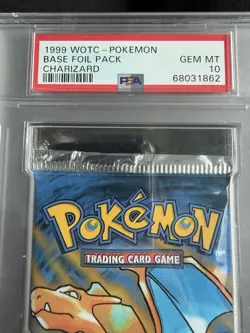 1999 WOTC-POKEMON
BASE FOIL PACK
CHARIZARD
GEM MT
10
PSA
68031862
POKéMON
TRADING CARD GAME